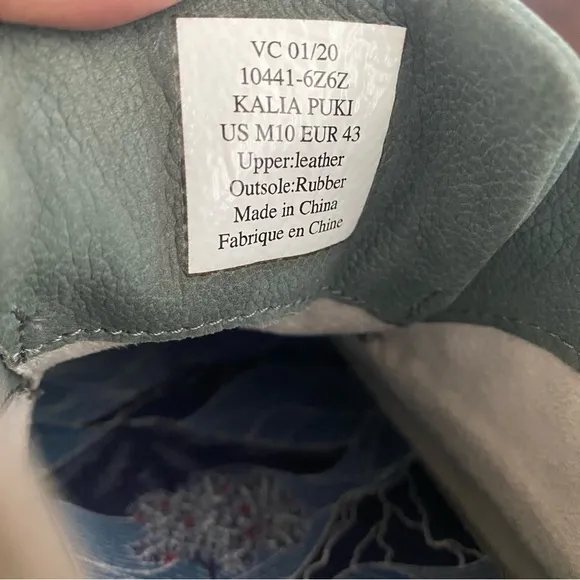 VC 01/20
10441-6Z6Z
KALIA PUKI
US M10 EUR 43
Upper:leather
Outsole:Rubber
Made in China
Fabrique en Chine